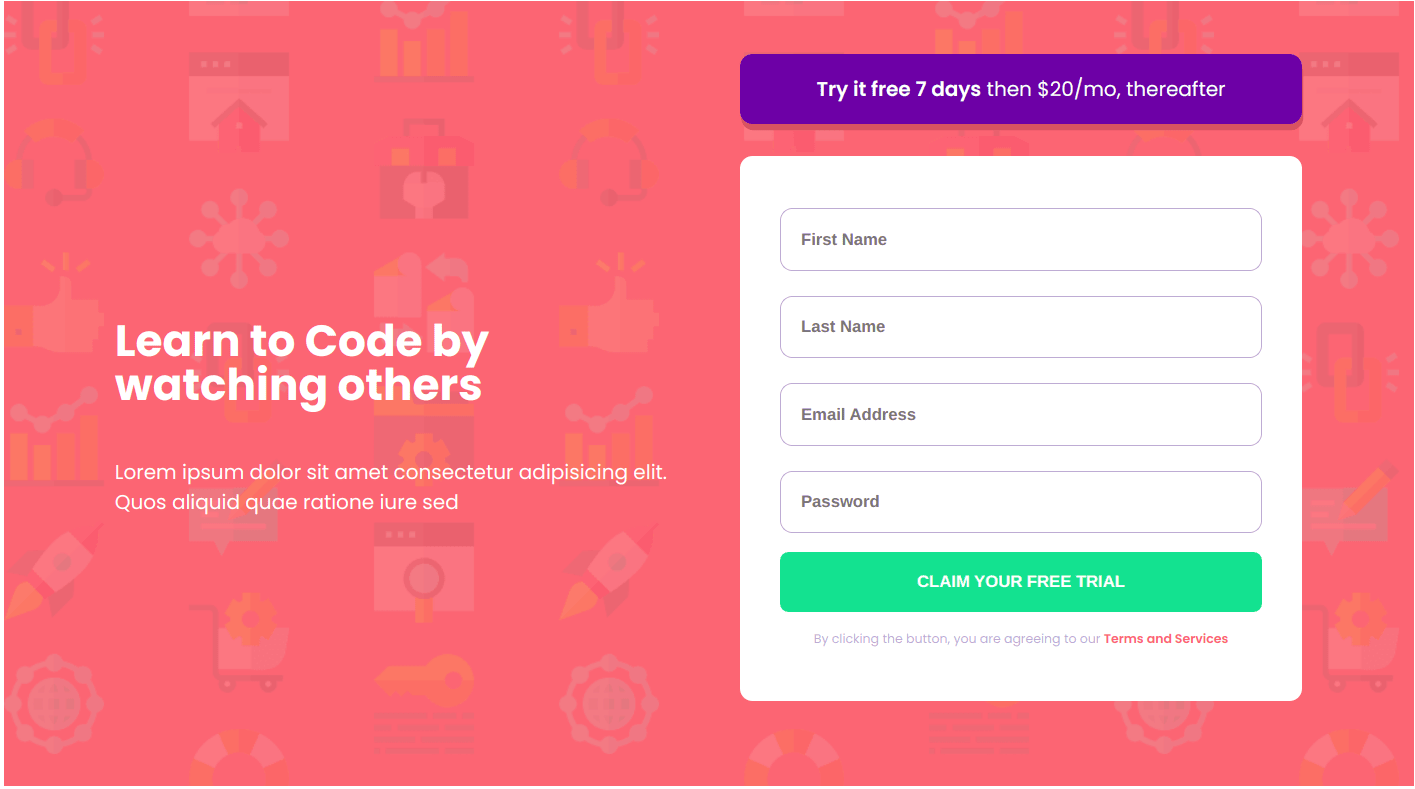 Learn to Code by
watching others
Lorem ipsum dolor sit amet consectetur adipisicing elit.
Quos aliquid quae ratione iure sed
Try it free 7 days then $20/mo, thereafter
First Name
Last Name
Email Address
Password
CLAIM YOUR FREE TRIAL
By clicking the button, you are agreeing to our Terms and Services